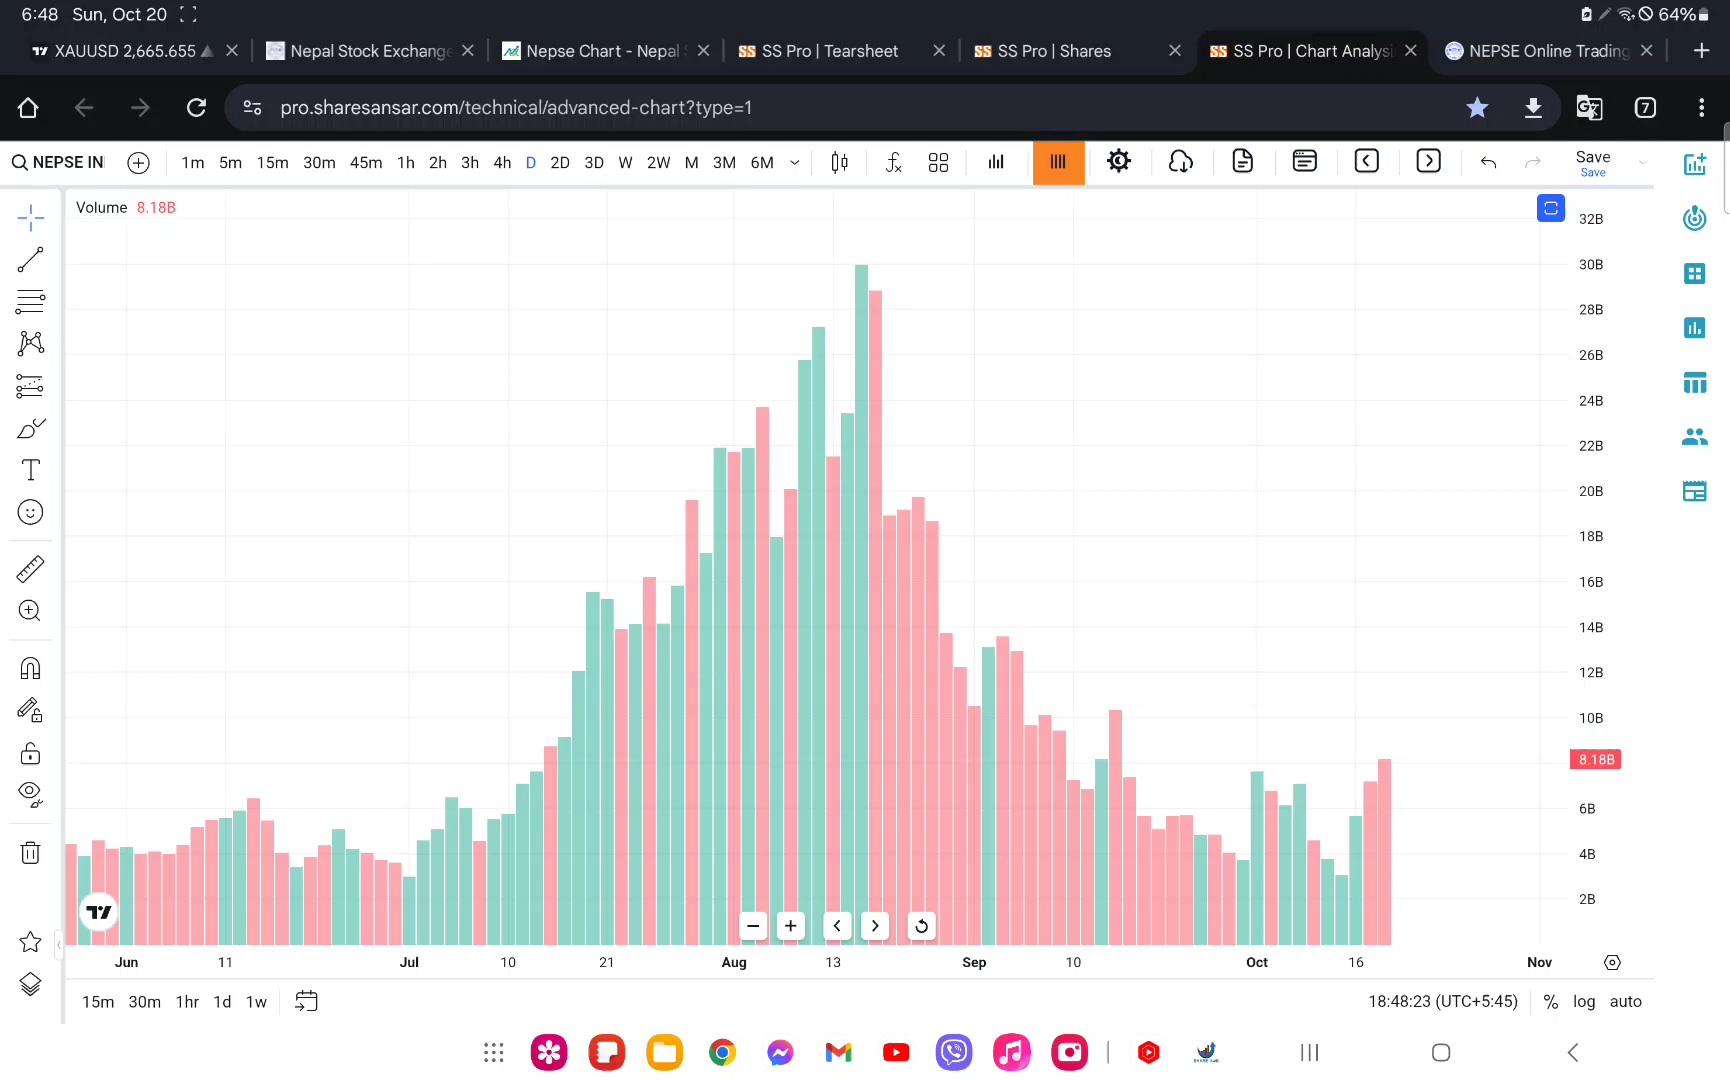 6:48 Sun, Oct 20 64%
XAUUSD 2,665.655 Nepal Stock Exchange Nepse Chart - Nepal SS Pro | Tearsheet SS Pro | Shares SS Pro | Chart Analysi NEPSE Online Trading
pro.sharesansar.com/technical/advanced-chart?type=1 7
NEPSE IN 1m 5m 15m 30m 45m 1h 2h 3h 4h D 2D 3D W 2W M 3M 6M Save
Save
Volume 8.18B
32B
30B
28B
26B
24B
22B
20B
18B
16B
14B
12B
10B
8.18B
6B
4B
2B
Jun 11 Jul 10 21 Aug 13 Sep 10 Oct 16 Nov
15m 30m 1hr 1d 1w 18:48:23 (UTC+5:45) % log auto